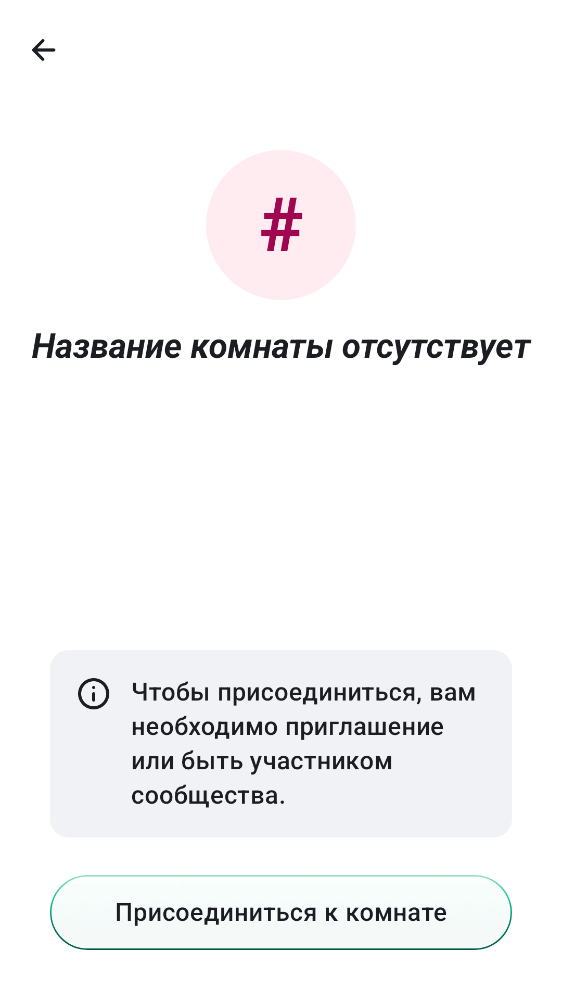 #
Название комнаты отсутствует
Чтобы присоединиться, вам
необходимо приглашение
или быть участником
сообщества.
Присоединиться к комнате